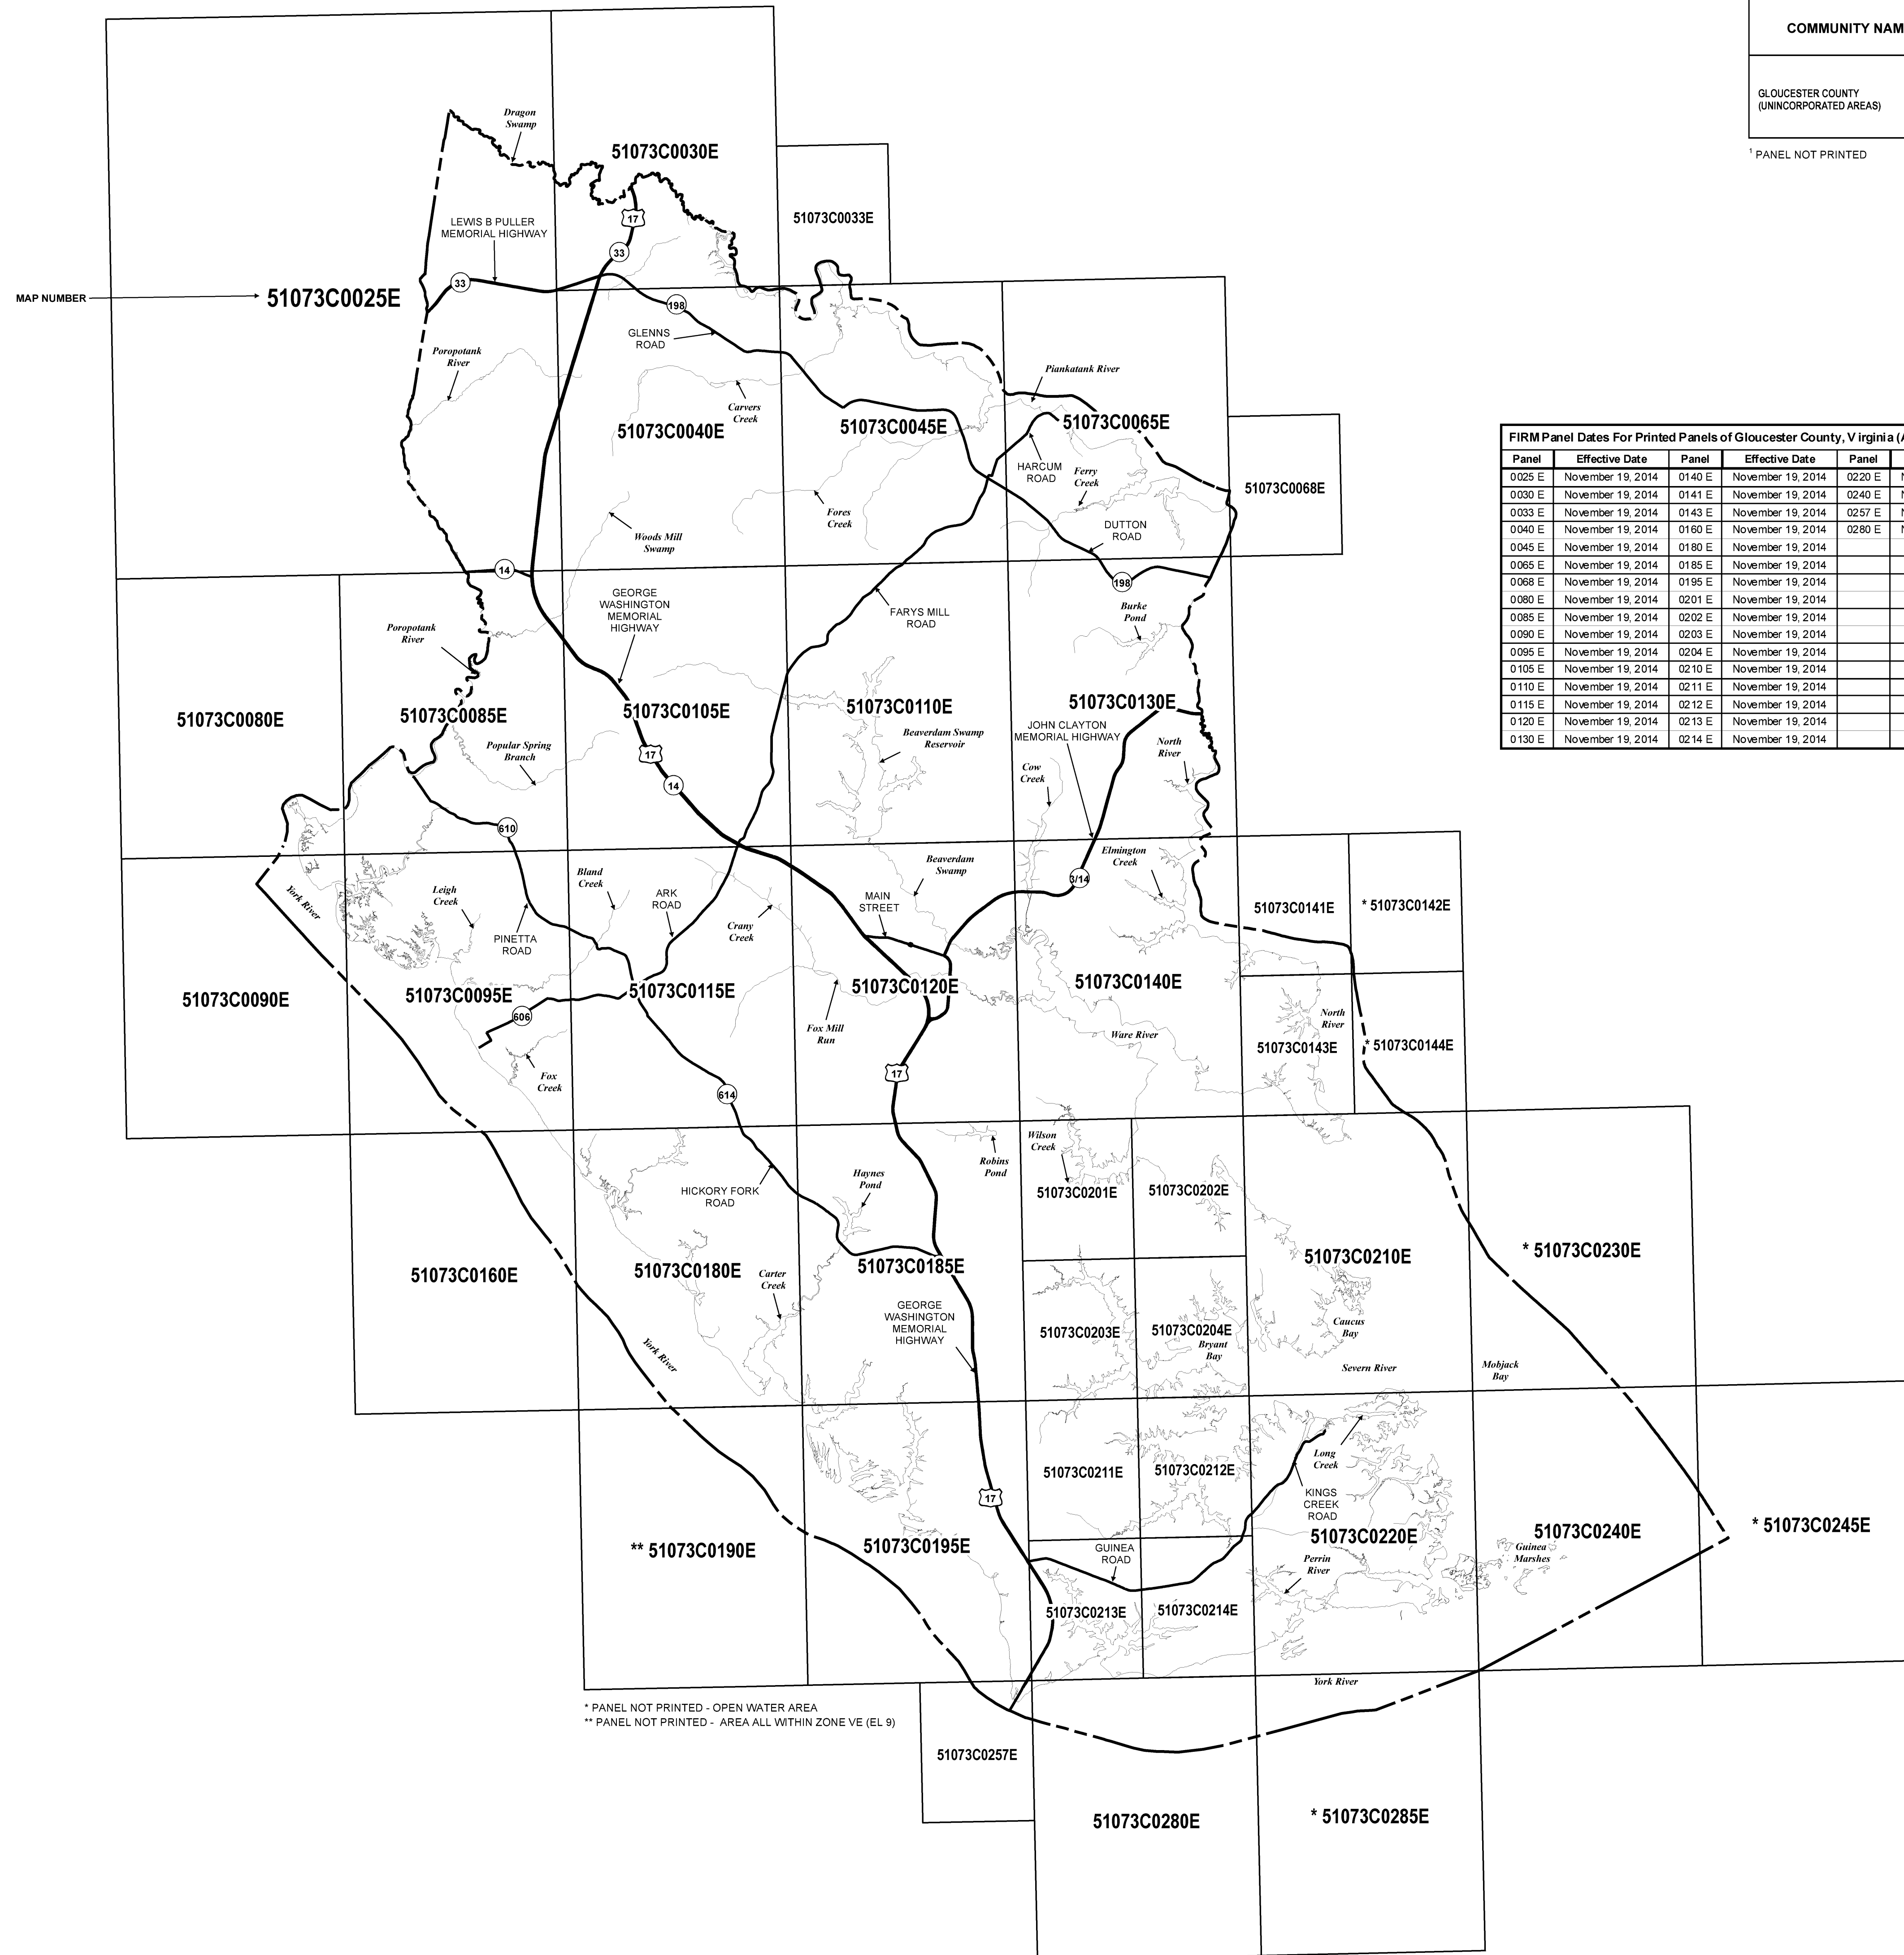 COMMUNITY NAM
GLOUCESTER COUNTY
(UNINCORPORATED AREAS)
¹ PANEL NOT PRINTED
Dragon
Swamp
51073C0030E
LEWIS B PULLER
MEMORIAL HIGHWAY
17
33
51073C0033E
MAP NUMBER
51073C0025E
33
198
GLENNS
ROAD
Poropotank
River
Carvers
Creek
51073C0040E
51073C0045E
Piankatank River
51073C0065E
HARCUM
ROAD
Ferry
Creek
51073C0068E
Fores
Creek
Woods Mill
Swamp
DUTTON
ROAD
14
198
FIRM Panel Dates For Printed Panels of Gloucester County, Virginia (A
Panel Effective Date Panel Effective Date Panel
0025 E November 19, 2014 0140 E November 19, 2014 0220 E N
0030 E November 19, 2014 0141 E November 19, 2014 0240 E N
0033 E November 19, 2014 0143 E November 19, 2014 0257 E N
0040 E November 19, 2014 0160 E November 19, 2014 0280 E N
0045 E November 19, 2014 0180 E November 19, 2014
0065 E November 19, 2014 0185 E November 19, 2014
0068 E November 19, 2014 0195 E November 19, 2014
0080 E November 19, 2014 0201 E November 19, 2014
0085 E November 19, 2014 0202 E November 19, 2014
0090 E November 19, 2014 0203 E November 19, 2014
0095 E November 19, 2014 0204 E November 19, 2014
0105 E November 19, 2014 0210 E November 19, 2014
0110 E November 19, 2014 0211 E November 19, 2014
0115 E November 19, 2014 0212 E November 19, 2014
0120 E November 19, 2014 0213 E November 19, 2014
0130 E November 19, 2014 0214 E November 19, 2014
GEORGE
WASHINGTON
MEMORIAL
HIGHWAY
FARYS MILL
ROAD
Burke
Pond
Poropotank
River
51073C0080E
51073C0085E
51073C0105E
51073C0110E
51073C0130E
JOHN CLAYTON
MEMORIAL HIGHWAY
Beaverdam Swamp
Reservoir
North
River
Popular Spring
Branch
17
14
Cow
Creek
610
Elmington
Creek
Beaverdam
Swamp
3/14
Bland
Creek
Leigh
Creek
ARK
ROAD
MAIN
STREET
York River
51073C0141E
* 51073C0142E
Crany
Creek
PINETTA
ROAD
51073C0090E
51073C0095E
51073C0115E
51073C0120E
51073C0140E
606
Fox Mill
Run
North
River
Ware River
51073C0143E
* 51073C0144E
Fox
Creek
17
614
Wilson
Creek
Robins
Pond
Haynes
Pond
HICKORY FORK
ROAD
51073C0201E
51073C0202E
51073C0160E
51073C0180E
51073C0185E
51073C0210E
* 51073C0230E
Carter
Creek
GEORGE
WASHINGTON
MEMORIAL
HIGHWAY
51073C0203E
51073C0204E
Bryant
Bay
Caucus
Bay
York River
Severn River
Mobjack
Bay
51073C0211E
51073C0212E
Long
Creek
17
KINGS
CREEK
ROAD
** 51073C0190E
51073C0195E
51073C0220E
51073C0240E
* 51073C0245E
GUINEA
ROAD
Guinea
Marshes
Perrin
River
51073C0213E
51073C0214E
York River
* PANEL NOT PRINTED - OPEN WATER AREA
** PANEL NOT PRINTED - AREA ALL WITHIN ZONE VE (EL 9)
51073C0257E
51073C0280E
* 51073C0285E